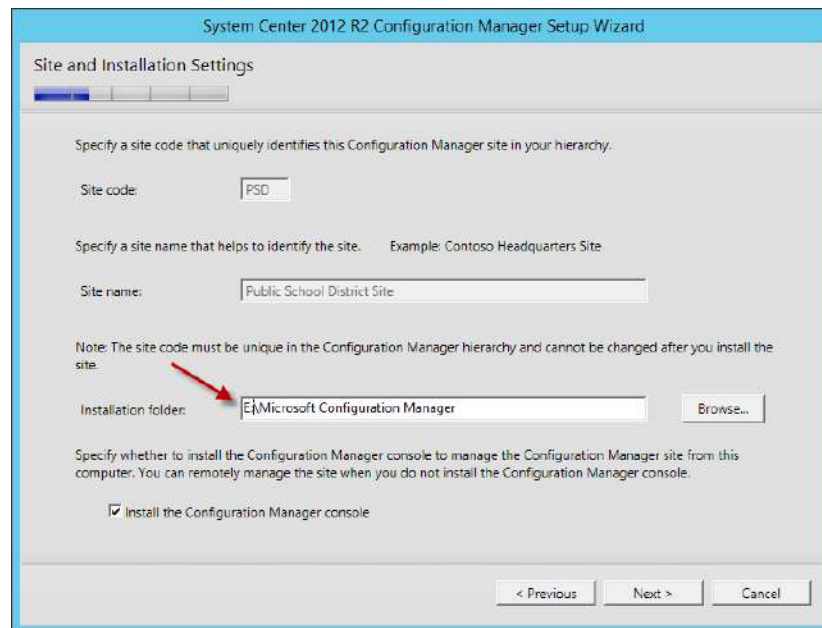 System Center 2012 R2 Configuration Manager Setup Wizard
Site and Installation Settings
Specify a site code that uniquely identifies this Configuration Manager site in your hierarchy.
Site code:
PSD
Specify a site name that helps to identify the site. Example: Contoso Headquarters Site
Site name:
Public School District Site
Note: The site code must be unique in the Configuration Manager hierarchy and cannot be changed after you install the
site.
Installation folder:
E:\Microsoft Configuration Manager
Browse...
Specify whether to install the Configuration Manager console to manage the Configuration Manager site from this
computer. You can remotely manage the site when you do not install the Configuration Manager console.
Install the Configuration Manager console
< Previous
Next >
Cancel